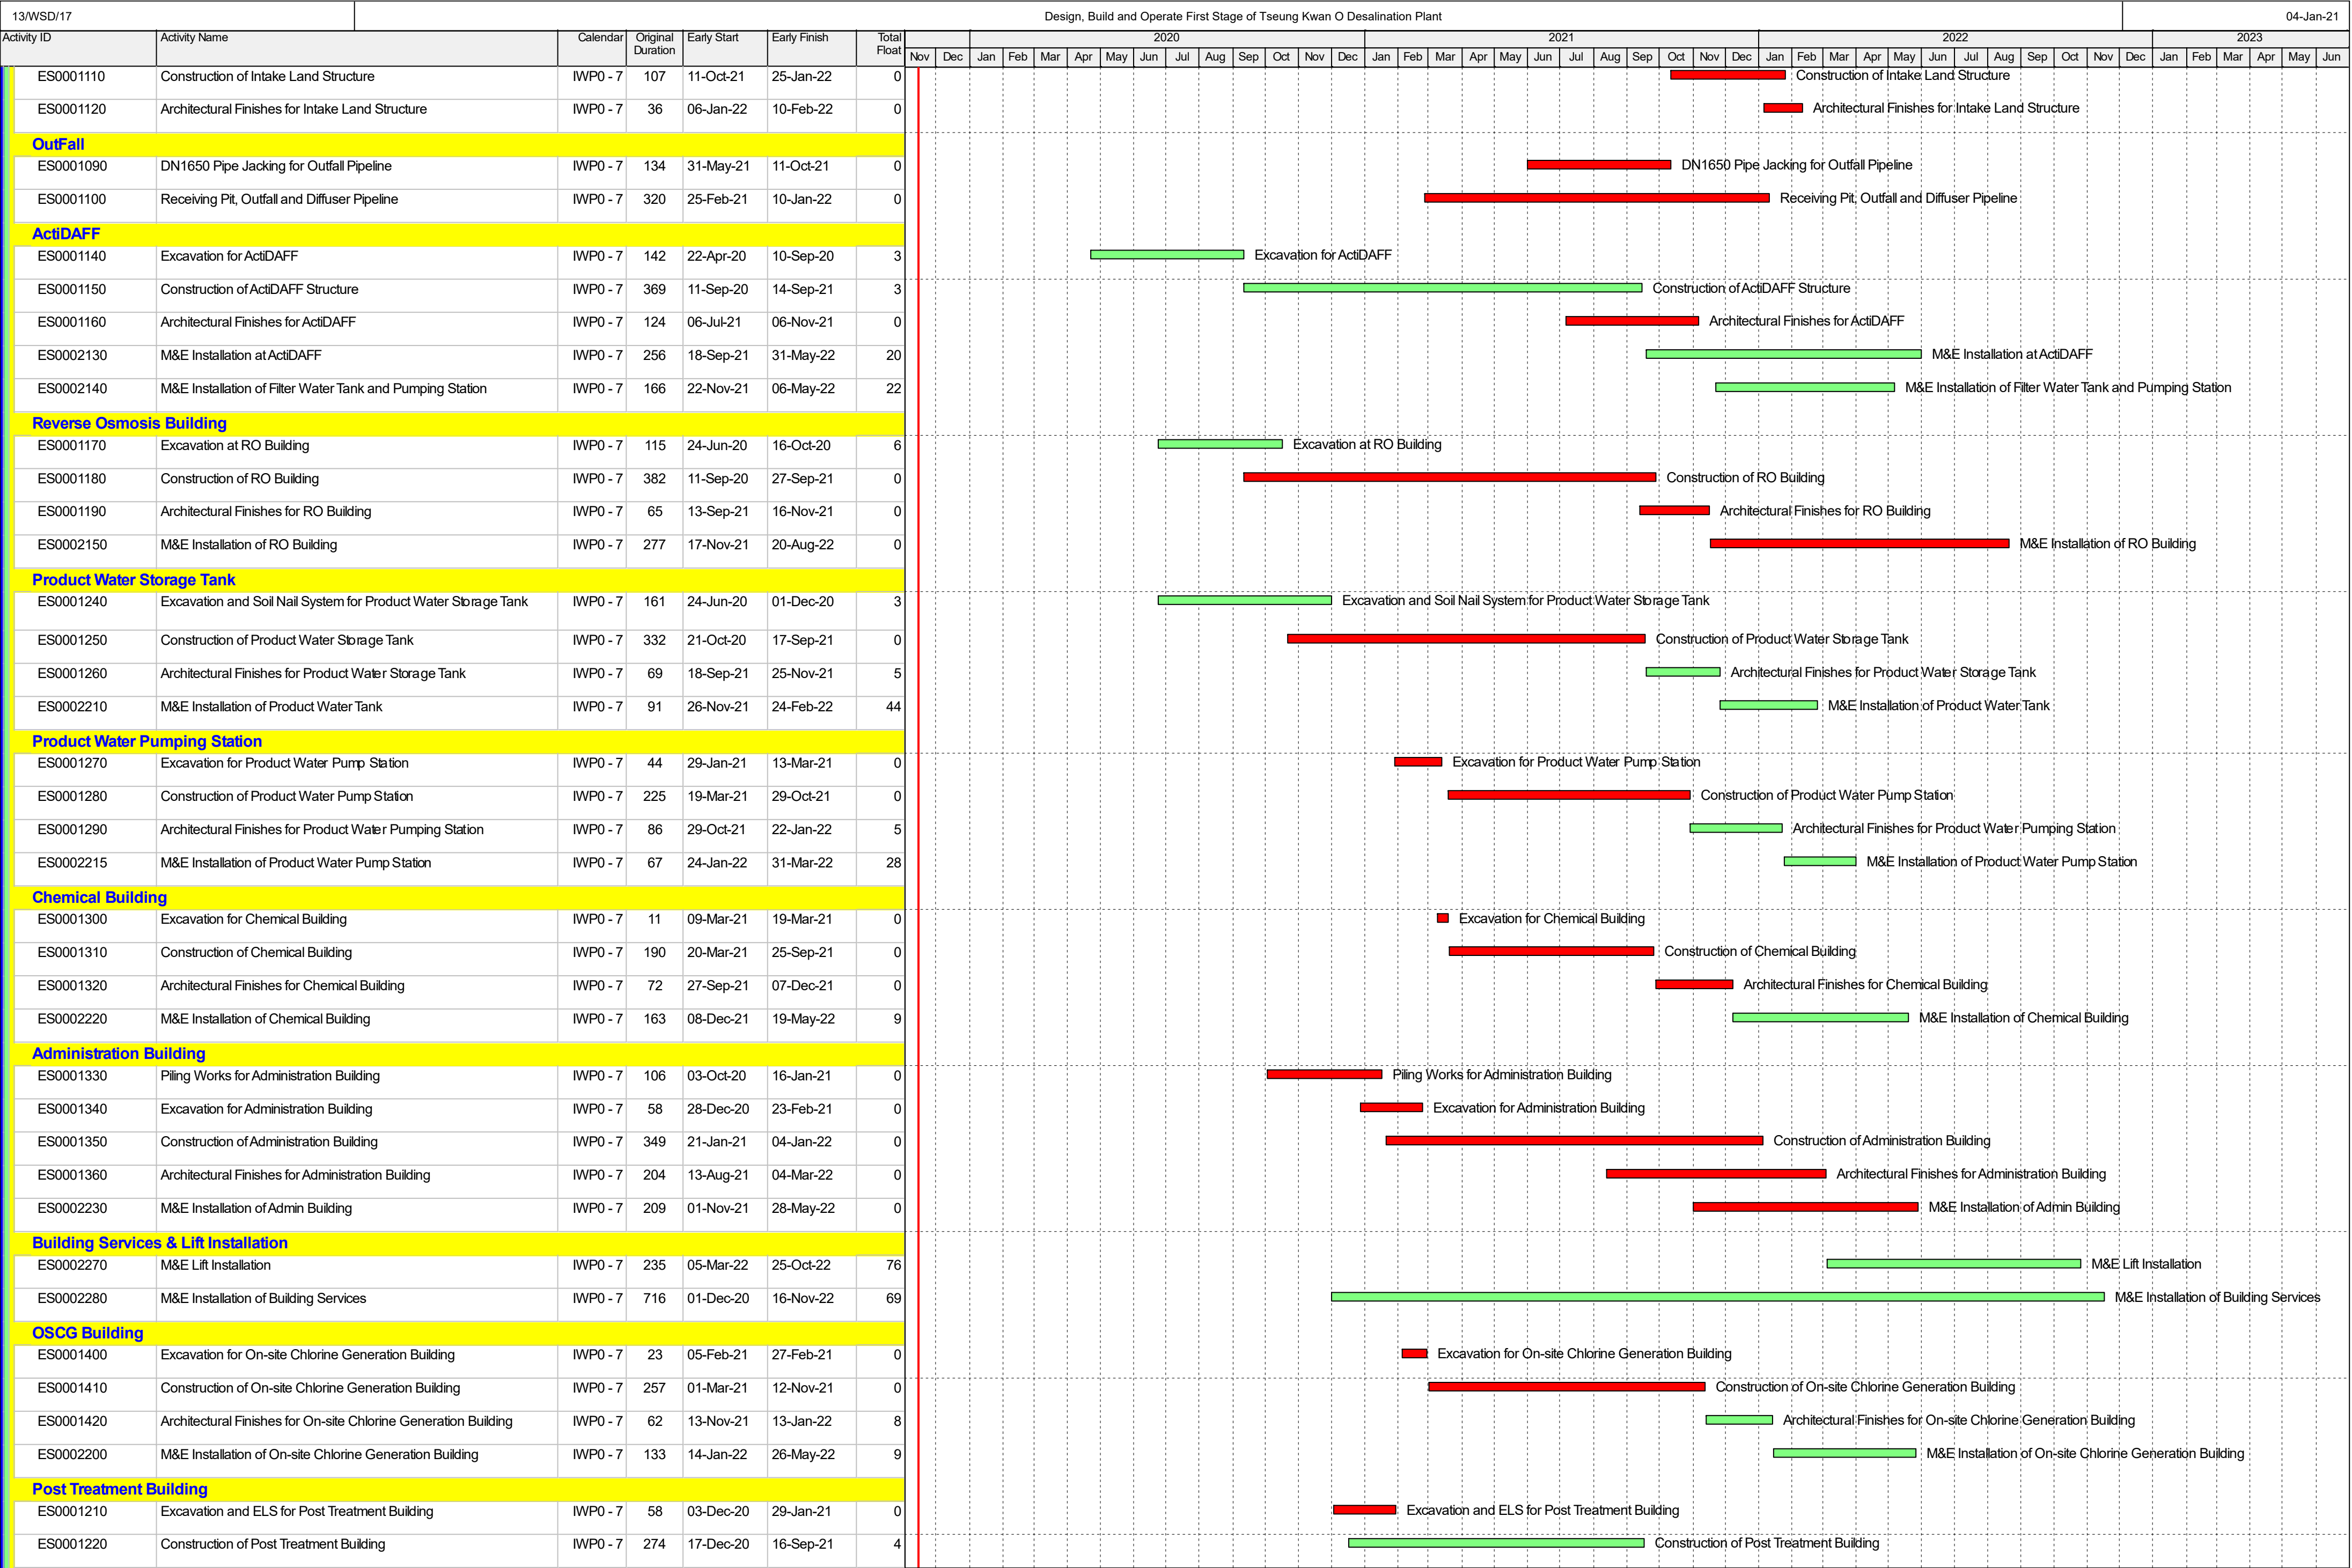 13/WSD/17 Design, Build and Operate First Stage of Tseung Kwan O Desalination Plant 04-Jan-21
Activity ID Activity Name Calendar Original Duration Early Start Early Finish Total Float 2020 2021 2022 2023
Nov Dec Jan Feb Mar Apr May Jun Jul Aug Sep Oct Nov Dec Jan Feb Mar Apr May Jun Jul Aug Sep Oct Nov Dec Jan Feb Mar Apr May Jun Jul Aug Sep Oct Nov Dec Jan Feb Mar Apr May Jun
ES0001110 Construction of Intake Land Structure IWP0 - 7 107 11-Oct-21 25-Jan-22 0 Construction of Intake Land Structure
ES0001120 Architectural Finishes for Intake Land Structure IWP0 - 7 36 06-Jan-22 10-Feb-22 0 Architectural Finishes for Intake Land Structure
OutFall
ES0001090 DN1650 Pipe Jacking for Outfall Pipeline IWP0 - 7 134 31-May-21 11-Oct-21 0 DN1650 Pipe Jacking for Outfall Pipeline
ES0001100 Receiving Pit, Outfall and Diffuser Pipeline IWP0 - 7 320 25-Feb-21 10-Jan-22 0 Receiving Pit, Outfall and Diffuser Pipeline
ActiDAFF
ES0001140 Excavation for ActiDAFF IWP0 - 7 142 22-Apr-20 10-Sep-20 3 Excavation for ActiDAFF
ES0001150 Construction of ActiDAFF Structure IWP0 - 7 369 11-Sep-20 14-Sep-21 3 Construction of ActiDAFF Structure
ES0001160 Architectural Finishes for ActiDAFF IWP0 - 7 124 06-Jul-21 06-Nov-21 0 Architectural Finishes for ActiDAFF
ES0002130 M&E Installation at ActiDAFF IWP0 - 7 256 18-Sep-21 31-May-22 20 M&E Installation at ActiDAFF
ES0002140 M&E Installation of Filter Water Tank and Pumping Station IWP0 - 7 166 22-Nov-21 06-May-22 22 M&E Installation of Filter Water Tank and Pumping Station
Reverse Osmosis Building
ES0001170 Excavation at RO Building IWP0 - 7 115 24-Jun-20 16-Oct-20 6 Excavation at RO Building
ES0001180 Construction of RO Building IWP0 - 7 382 11-Sep-20 27-Sep-21 0 Construction of RO Building
ES0001190 Architectural Finishes for RO Building IWP0 - 7 65 13-Sep-21 16-Nov-21 0 Architectural Finishes for RO Building
ES0002150 M&E Installation of RO Building IWP0 - 7 277 17-Nov-21 20-Aug-22 0 M&E Installation of RO Building
Product Water Storage Tank
ES0001240 Excavation and Soil Nail System for Product Water Storage Tank IWP0 - 7 161 24-Jun-20 01-Dec-20 3 Excavation and Soil Nail System for Product Water Storage Tank
ES0001250 Construction of Product Water Storage Tank IWP0 - 7 332 21-Oct-20 17-Sep-21 0 Construction of Product Water Storage Tank
ES0001260 Architectural Finishes for Product Water Storage Tank IWP0 - 7 69 18-Sep-21 25-Nov-21 5 Architectural Finishes for Product Water Storage Tank
ES0002210 M&E Installation of Product Water Tank IWP0 - 7 91 26-Nov-21 24-Feb-22 44 M&E Installation of Product Water Tank
Product Water Pumping Station
ES0001270 Excavation for Product Water Pump Station IWP0 - 7 44 29-Jan-21 13-Mar-21 0 Excavation for Product Water Pump Station
ES0001280 Construction of Product Water Pump Station IWP0 - 7 225 19-Mar-21 29-Oct-21 0 Construction of Product Water Pump Station
ES0001290 Architectural Finishes for Product Water Pumping Station IWP0 - 7 86 29-Oct-21 22-Jan-22 5 Architectural Finishes for Product Water Pumping Station
ES0002215 M&E Installation of Product Water Pump Station IWP0 - 7 67 24-Jan-22 31-Mar-22 28 M&E Installation of Product Water Pump Station
Chemical Building
ES0001300 Excavation for Chemical Building IWP0 - 7 11 09-Mar-21 19-Mar-21 0 Excavation for Chemical Building
ES0001310 Construction of Chemical Building IWP0 - 7 190 20-Mar-21 25-Sep-21 0 Construction of Chemical Building
ES0001320 Architectural Finishes for Chemical Building IWP0 - 7 72 27-Sep-21 07-Dec-21 0 Architectural Finishes for Chemical Building
ES0002220 M&E Installation of Chemical Building IWP0 - 7 163 08-Dec-21 19-May-22 9 M&E Installation of Chemical Building
Administration Building
ES0001330 Piling Works for Administration Building IWP0 - 7 106 03-Oct-20 16-Jan-21 0 Piling Works for Administration Building
ES0001340 Excavation for Administration Building IWP0 - 7 58 28-Dec-20 23-Feb-21 0 Excavation for Administration Building
ES0001350 Construction of Administration Building IWP0 - 7 349 21-Jan-21 04-Jan-22 0 Construction of Administration Building
ES0001360 Architectural Finishes for Administration Building IWP0 - 7 204 13-Aug-21 04-Mar-22 0 Architectural Finishes for Administration Building
ES0002230 M&E Installation of Admin Building IWP0 - 7 209 01-Nov-21 28-May-22 0 M&E Installation of Admin Building
Building Services & Lift Installation
ES0002270 M&E Lift Installation IWP0 - 7 235 05-Mar-22 25-Oct-22 76 M&E Lift Installation
ES0002280 M&E Installation of Building Services IWP0 - 7 716 01-Dec-20 16-Nov-22 69 M&E Installation of Building Services
OSCG Building
ES0001400 Excavation for On-site Chlorine Generation Building IWP0 - 7 23 05-Feb-21 27-Feb-21 0 Excavation for On-site Chlorine Generation Building
ES0001410 Construction of On-site Chlorine Generation Building IWP0 - 7 257 01-Mar-21 12-Nov-21 0 Construction of On-site Chlorine Generation Building
ES0001420 Architectural Finishes for On-site Chlorine Generation Building IWP0 - 7 62 13-Nov-21 13-Jan-22 8 Architectural Finishes for On-site Chlorine Generation Building
ES0002200 M&E Installation of On-site Chlorine Generation Building IWP0 - 7 133 14-Jan-22 26-May-22 9 M&E Installation of On-site Chlorine Generation Building
Post Treatment Building
ES0001210 Excavation and ELS for Post Treatment Building IWP0 - 7 58 03-Dec-20 29-Jan-21 0 Excavation and ELS for Post Treatment Building
ES0001220 Construction of Post Treatment Building IWP0 - 7 274 17-Dec-20 16-Sep-21 4 Construction of Post Treatment Building